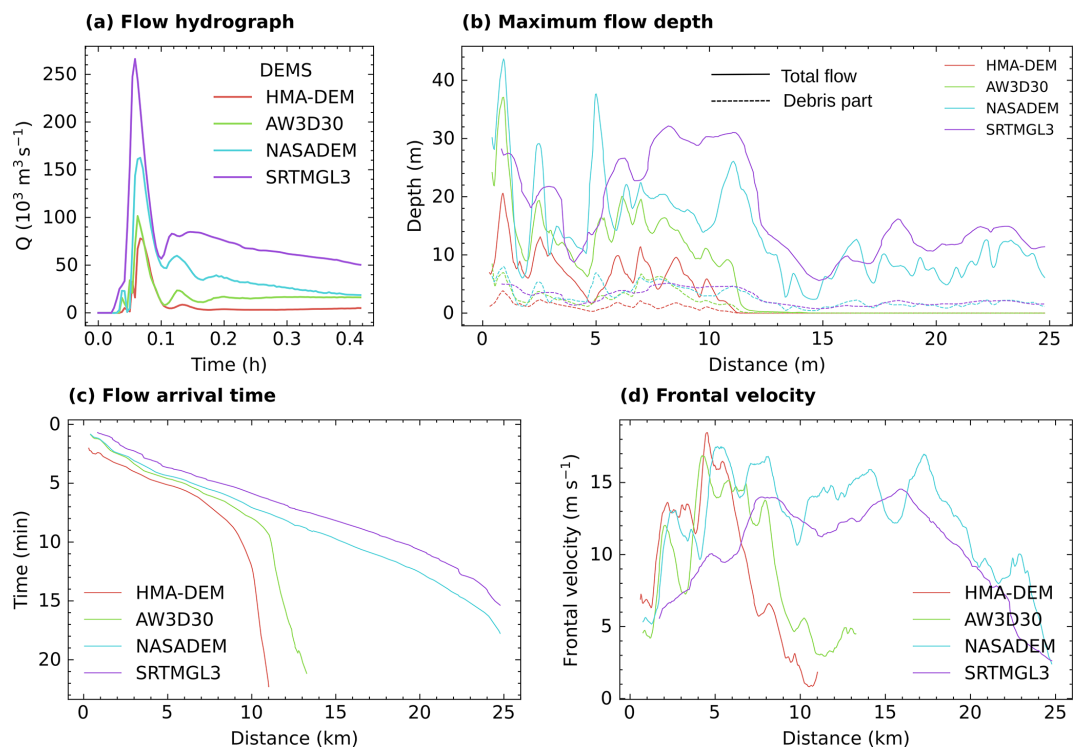 (a) Flow hydrograph
250
200
150
100
50
0
Q (10³ m³ s⁻¹)
DEMS
HMA-DEM
AW3D30
NASADEM
SRTMGL3
0.0 0.1 0.2 0.3 0.4
Time (h)
(b) Maximum flow depth
40
30
20
10
0
Depth (m)
Total flow
Debris part
HMA-DEM
AW3D30
NASADEM
SRTMGL3
0 5 10 15 20 25
Distance (m)
(c) Flow arrival time
0
5
10
15
20
Time (min)
HMA-DEM
AW3D30
NASADEM
SRTMGL3
0 5 10 15 20 25
Distance (km)
(d) Frontal velocity
15
10
5
0
Frontal velocity (m s⁻¹)
HMA-DEM
AW3D30
NASADEM
SRTMGL3
0 5 10 15 20 25
Distance (km)